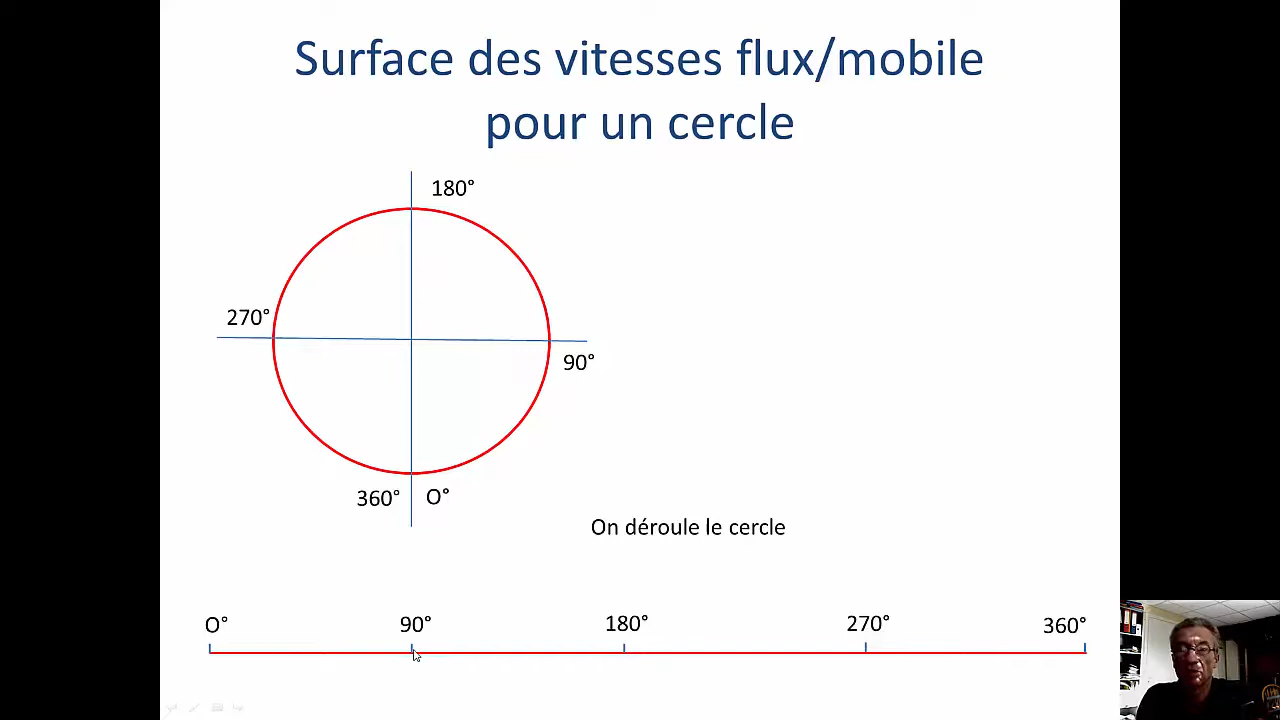 Surface des vitesses flux/mobile
pour un cercle
180°
270°
90°
360° O°
On déroule le cercle
O° 90° 180° 270° 360°